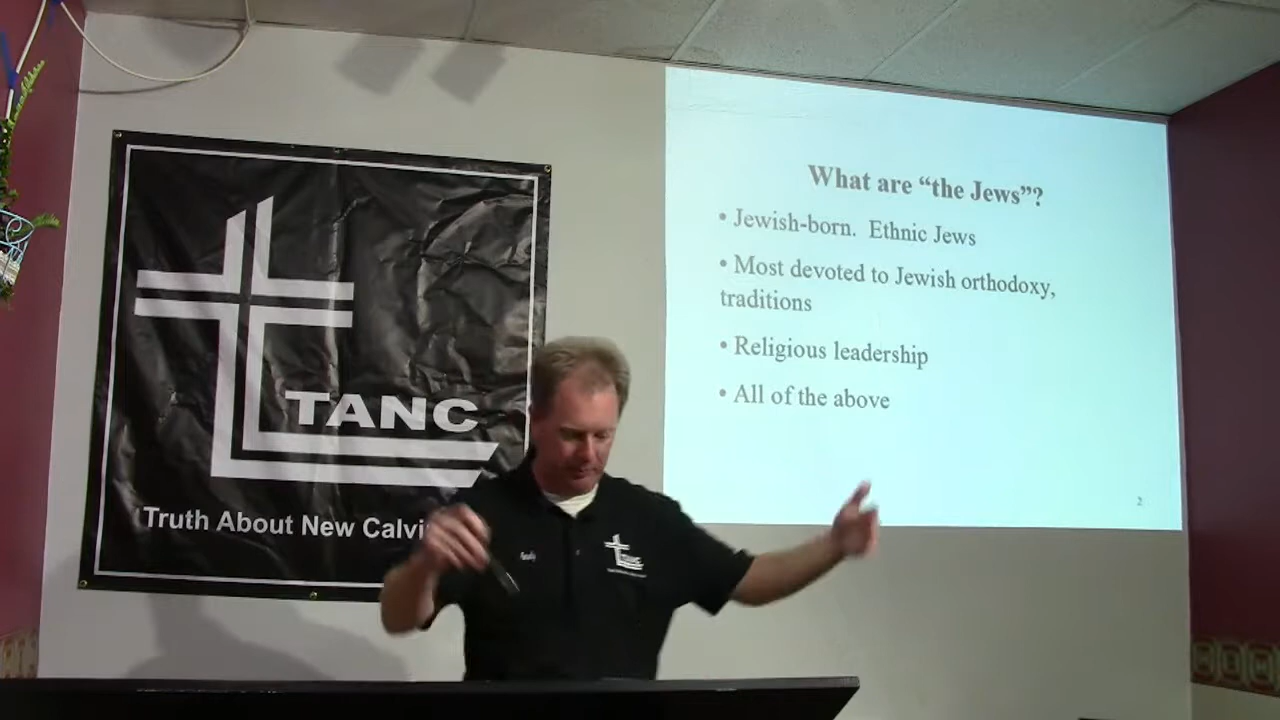 TANC
Truth About New Calvi
What are “the Jews”?
• Jewish-born.  Ethnic Jews
• Most devoted to Jewish orthodoxy,
traditions
• Religious leadership
• All of the above
2
TANC